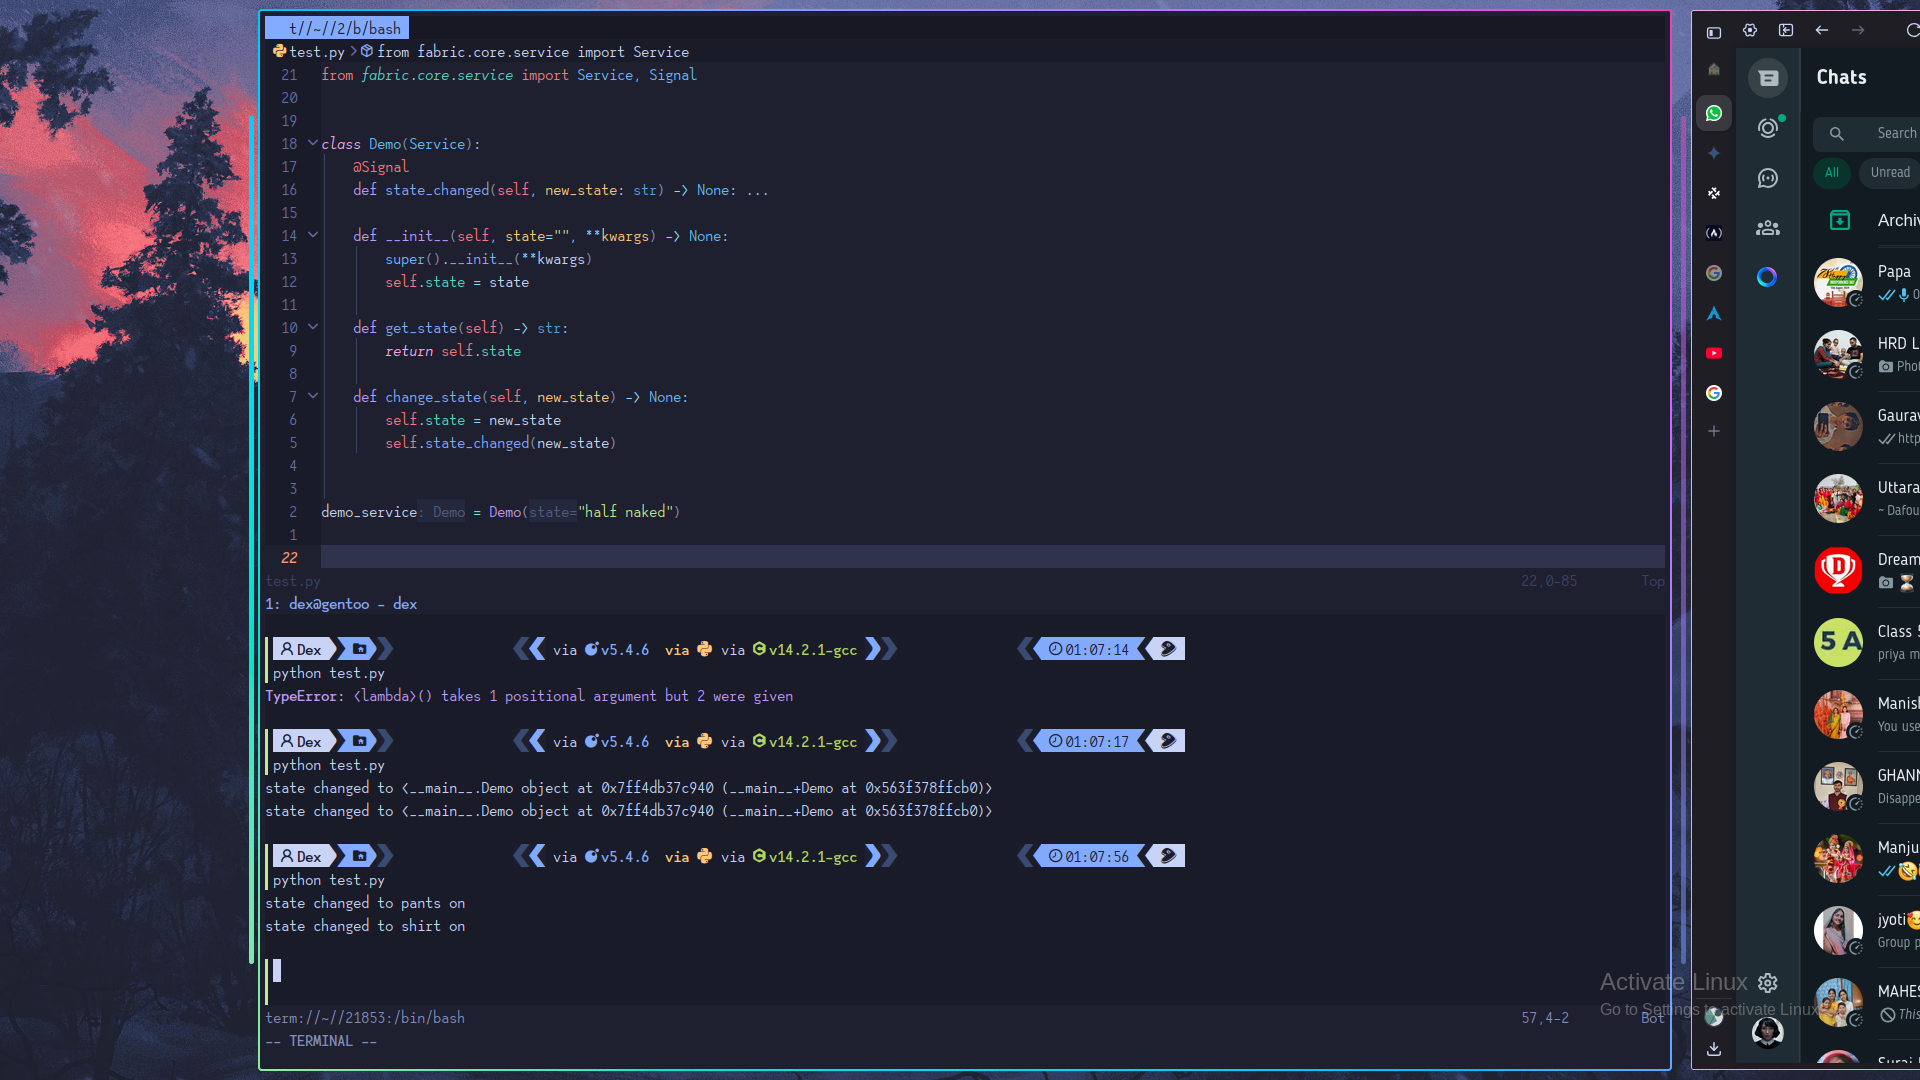 t//~//2/b/bash
test.py > from fabric.core.service import Service
21 from fabric.core.service import Service, Signal
20
19
18 class Demo(Service):
17 @Signal
16 def state_changed(self, new_state: str) -> None: ...
15
14 def __init__(self, state="", **kwargs) -> None:
13 super().__init__(**kwargs)
12 self.state = state
11
10 def get_state(self) -> str:
9 return self.state
8
7 def change_state(self, new_state) -> None:
6 self.state = new_state
5 self.state_changed(new_state)
4
3
2 demo_service: Demo = Demo(state="half naked")
1
22
test.py 22,0-85 Top
1: dex@gentoo - dex
Dex via v5.4.6 via via v14.2.1-gcc 01:07:14
python test.py
TypeError: <lambda>() takes 1 positional argument but 2 were given
Dex via v5.4.6 via via v14.2.1-gcc 01:07:17
python test.py
state changed to <__main__.Demo object at 0x7ff4db37c940 (__main__+Demo at 0x563f378ffcb0)>
state changed to <__main__.Demo object at 0x7ff4db37c940 (__main__+Demo at 0x563f378ffcb0)>
Dex via v5.4.6 via via v14.2.1-gcc 01:07:56
python test.py
state changed to pants on
state changed to shirt on
term://~//21853:/bin/bash 57,4-2 Bot
-- TERMINAL --
Chats
Search
All Unread
Archiv
Papa
0
HRD L
Phot
Gaurav
http
Uttara
~ Dafou
Dream
D
Class 5
5 A
priya m
Manish
You use
GHANN
Disappe
Manju
jyoti🥰
Group p
MAHES
This
Suraj
Activate Linux
Go to Settings to activate Linux